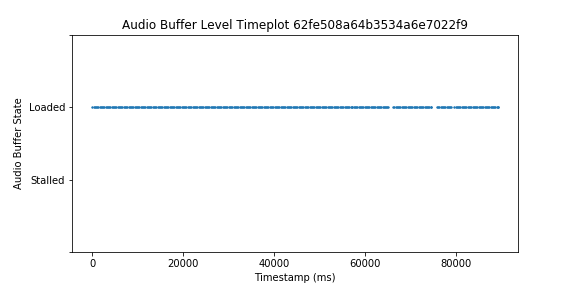 Audio Buffer Level Timeplot 62fe508a64b3534a6e7022f9
Audio Buffer State
Loaded
Stalled
0 20000 40000 60000 80000
Timestamp (ms)